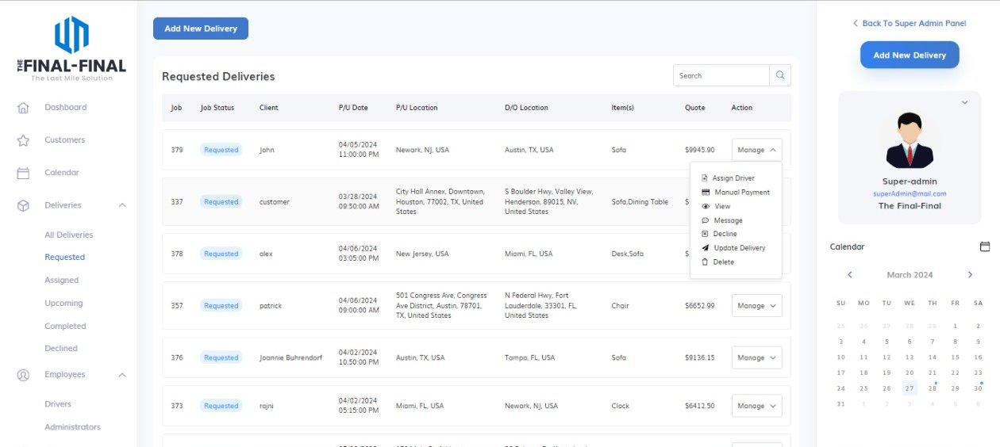 THE FINAL-FINAL
The Last Mile Solution
Dashboard
Customers
Calendar
Deliveries
All Deliveries
Requested
Assigned
Upcoming
Completed
Declined
Employees
Drivers
Administrators
Add New Delivery
Requested Deliveries
Search
Job Job Status Client P/U Date P/U Location D/O Location Item(s) Quote Action
379 Requested John 04/05/2024 11:00:00 PM Newark, NJ, USA Austin, TX, USA Sofa $9945.90 Manage
Assign Driver
Manual Payment
View
Message
Decline
Update Delivery
Delete
337 Requested customer 03/28/2024 09:50:00 AM City Hall Annex, Downtown, Houston, 77002, TX, United States S Boulder Hwy, Valley View, Henderson, 89015, NV, United States Sofa,Dining Table $
378 Requested alex 04/06/2024 03:05:00 PM New Jersey, USA Miami, FL, USA Desk,Sofa $
357 Requested patrick 04/06/2024 09:00:00 AM 501 Congress Ave, Congress Ave District, Austin, 78701, TX, United States N Federal Hwy, Fort Lauderdale, 33301, FL, United States Chair $6652.99 Manage
376 Requested Joannie Buhrendorf 04/02/2024 10:50:00 PM Austin, TX, USA Tampa, FL, USA Sofa $9136.15 Manage
373 Requested rajni 04/02/2024 05:15:00 PM Miami, FL, USA Newark, NJ, USA Clock $6412.50 Manage
Back To Super Admin Panel
Add New Delivery
Super-admin
superAdmin@mail.com
The Final-Final
Calendar
March 2024
SU MO TU WE TH FR SA
25 26 27 28 29 1 2
3 4 5 6 7 8 9
10 11 12 13 14 15 16
17 18 19 20 21 22 23
24 25 26 27 28 29 30
31 1 2 3 4 5 6